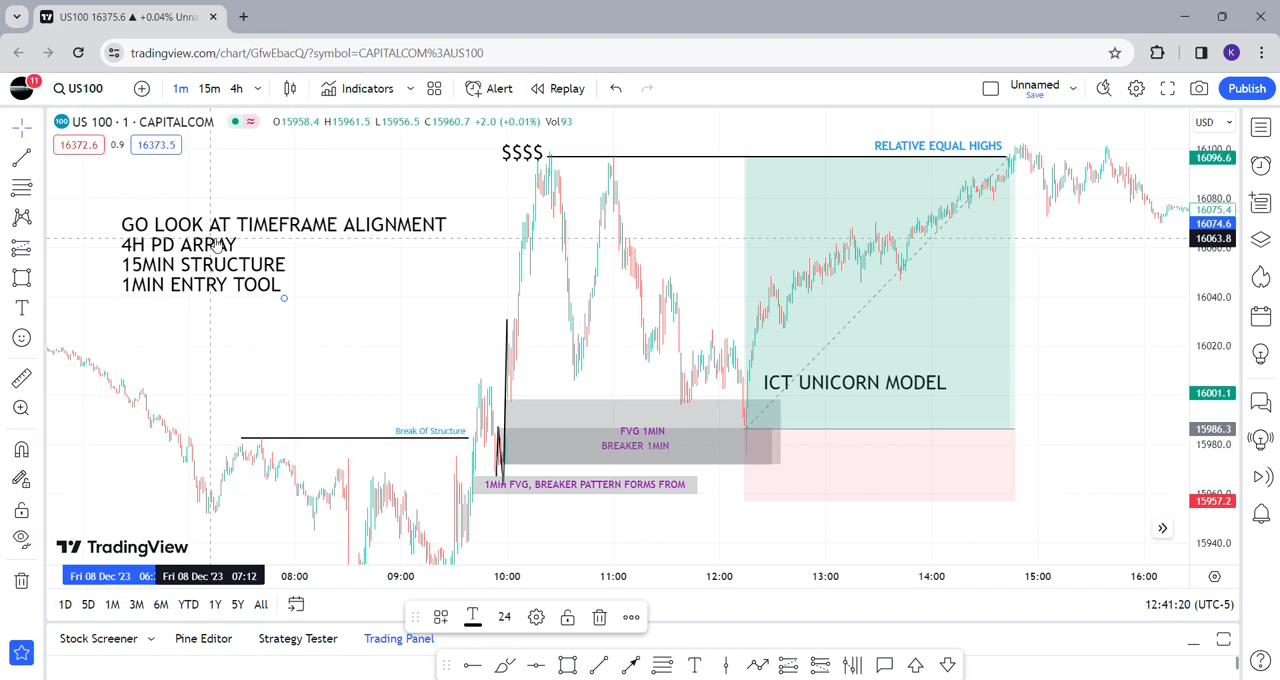 US100 16375.6 ▲ +0.04% Unna
tradingview.com/chart/GfwEbacQ/?symbol=CAPITALCOM%3AUS100
K
11
US100
1m 15m 4h
Indicators
Alert
Replay
Unnamed
Save
Publish
100 US 100 · 1 · CAPITALCOM
O15958.4 H15961.5 L15956.5 C15960.7 +2.0 (+0.01%) Vol93
USD
16372.6 0.9 16373.5
$$$$
RELATIVE EQUAL HIGHS
16100.0
16096.6
16080.0
16075.4
16074.6
16063.8
16060.0
16040.0
16020.0
16001.1
15986.3
15980.0
15957.2
15940.0
GO LOOK AT TIMEFRAME ALIGNMENT
4H PD ARRAY
15MIN STRUCTURE
1MIN ENTRY TOOL
ICT UNICORN MODEL
Break Of Structure
FVG 1MIN
BREAKER 1MIN
1Min FVG, BREAKER PATTERN FORMS FROM
TradingView
Fri 08 Dec '23 06: Fri 08 Dec '23 07:12 08:00 09:00 10:00 11:00 12:00 13:00 14:00 15:00 16:00
1D 5D 1M 3M 6M YTD 1Y 5Y All
12:41:20 (UTC-5)
T 24
Stock Screener Pine Editor Strategy Tester Trading Panel